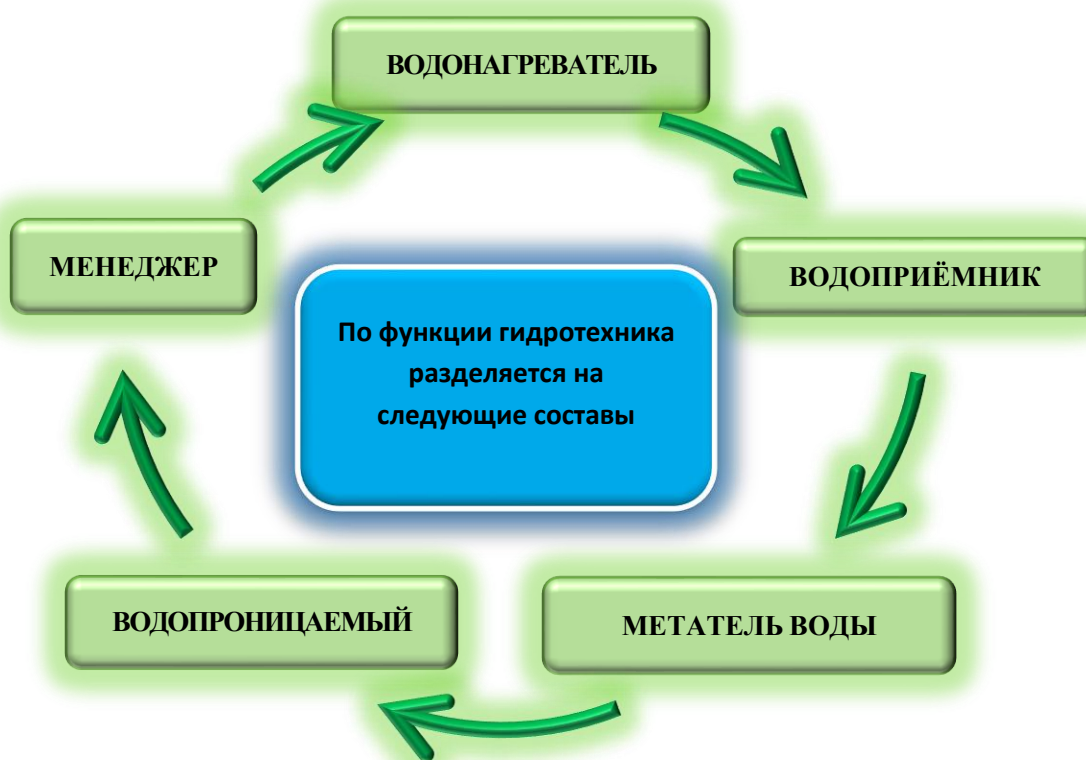 ВОДОНАГРЕВАТЕЛЬ
МЕНЕДЖЕР
ВОДОПРИЁМНИК
По функции гидротехника
разделяется на
следующие составы
ВОДОПРОНИЦАЕМЫЙ
МЕТАТЕЛЬ ВОДЫ